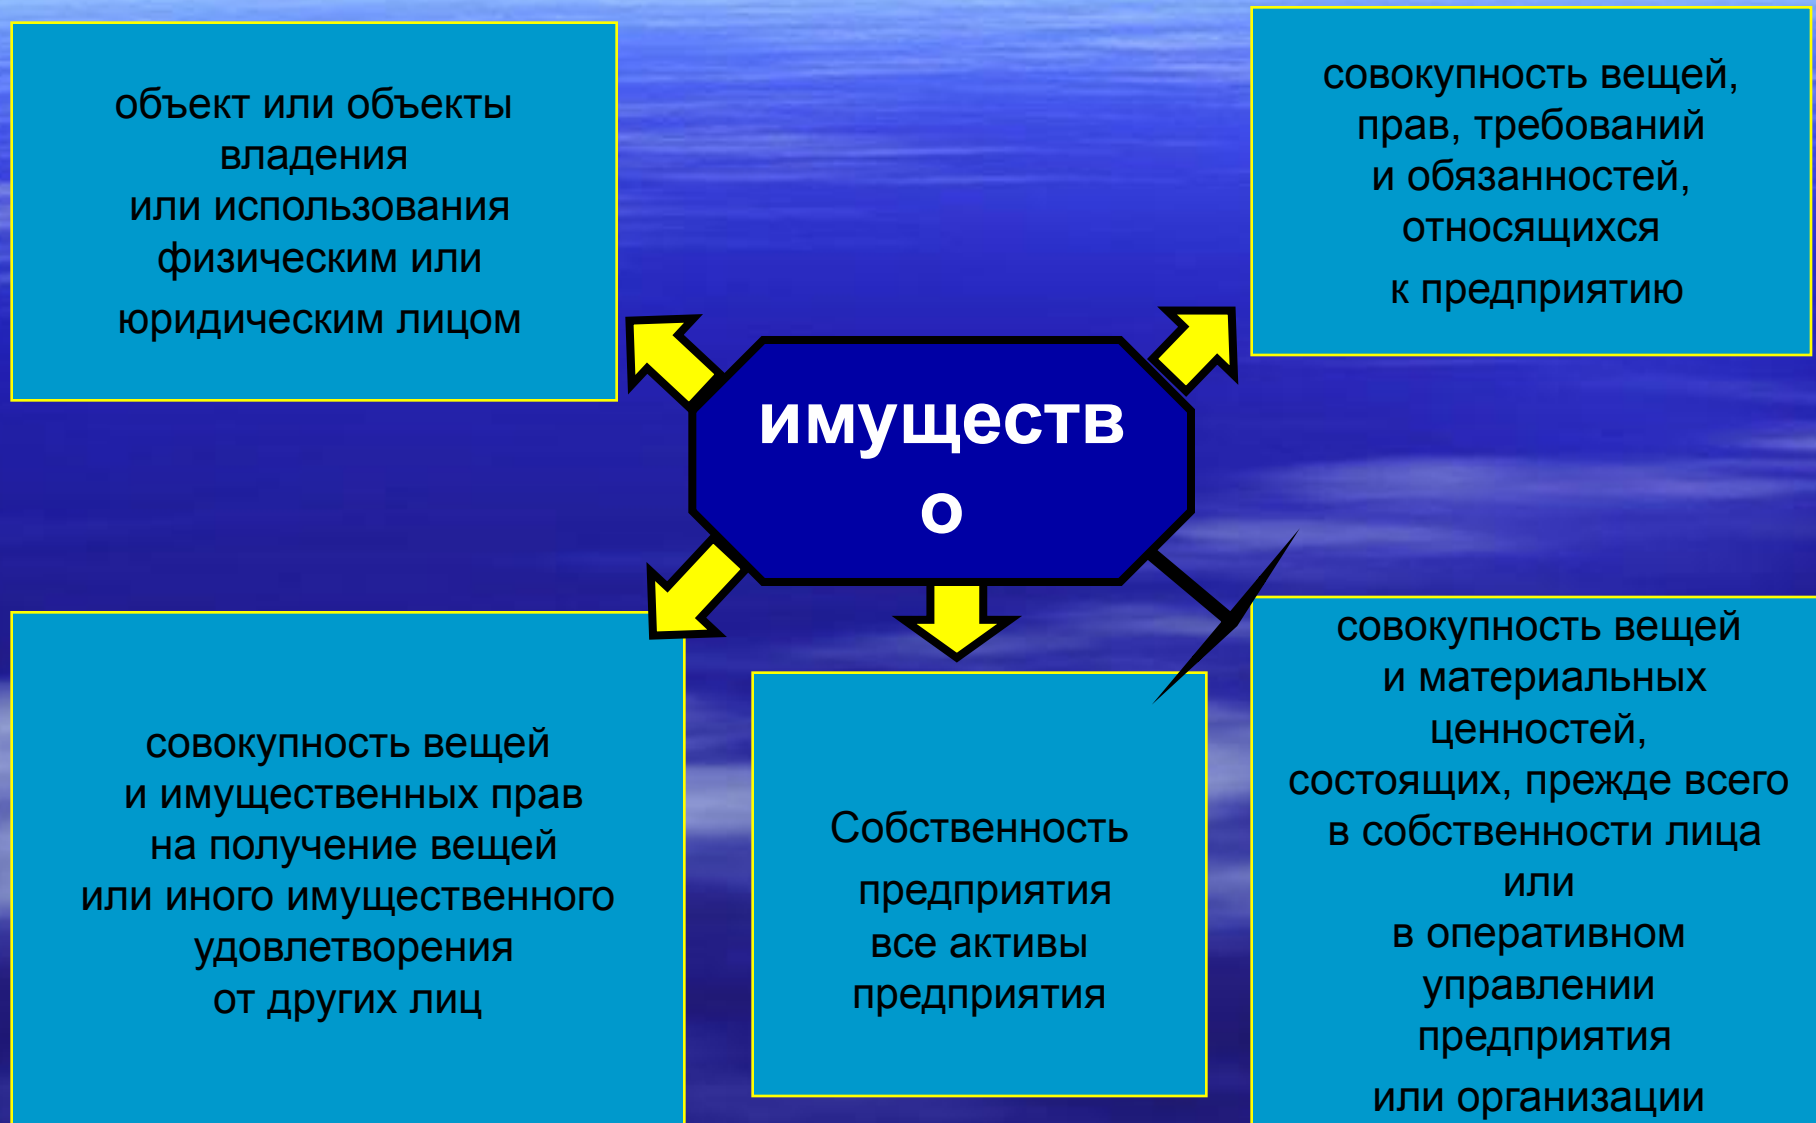 объект или объекты
владения
или использования
физическим или
юридическим лицом
совокупность вещей,
прав, требований
и обязанностей,
относящихся
к предприятию
имуществ
о
совокупность вещей
и имущественных прав
на получение вещей
или иного имущественного
удовлетворения
от других лиц
Собственность
предприятия
все активы
предприятия
совокупность вещей
и материальных
ценностей,
состоящих, прежде всего
в собственности лица
или
в оперативном
управлении
предприятия
или организации